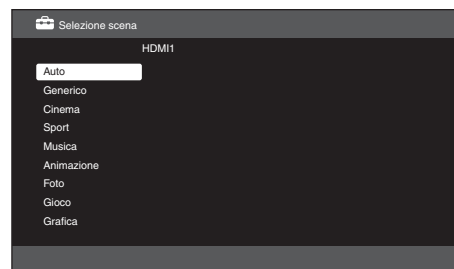 Selezione scena
HDMI1
Auto
Generico
Cinema
Sport
Musica
Animazione
Foto
Gioco
Grafica